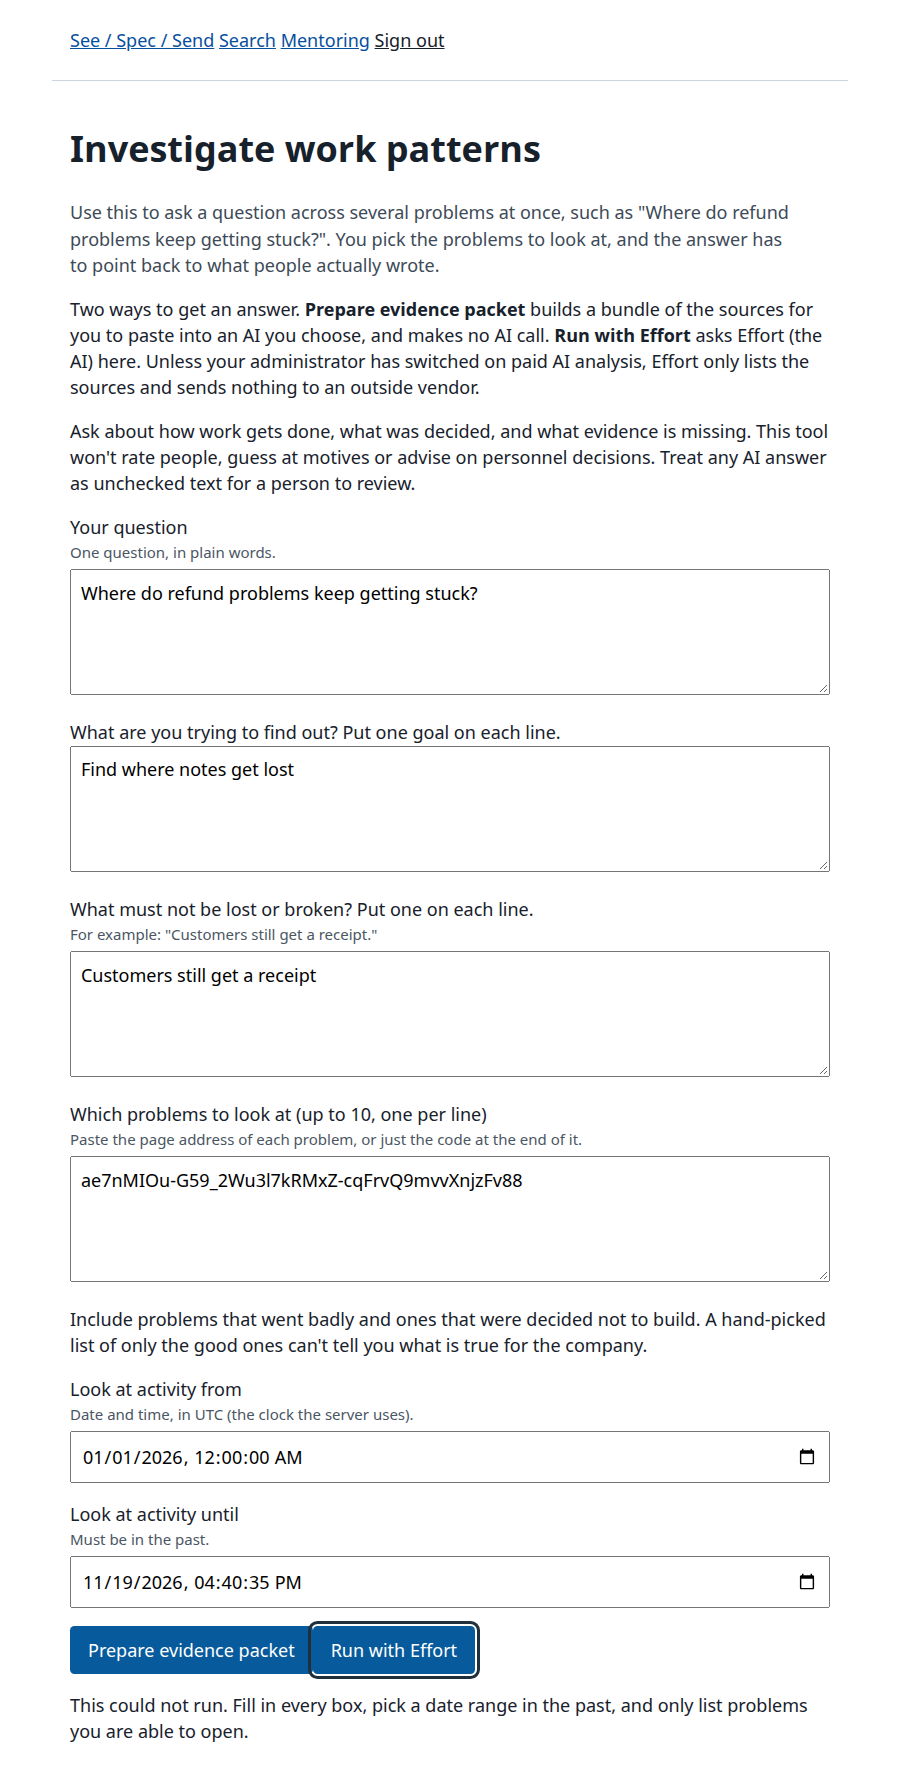 See / Spec / Send Search Mentoring Sign out
Investigate work patterns
Use this to ask a question across several problems at once, such as "Where do refund
problems keep getting stuck?". You pick the problems to look at, and the answer has
to point back to what people actually wrote.
Two ways to get an answer. Prepare evidence packet builds a bundle of the sources for
you to paste into an AI you choose, and makes no AI call. Run with Effort asks Effort (the
AI) here. Unless your administrator has switched on paid AI analysis, Effort only lists the
sources and sends nothing to an outside vendor.
Ask about how work gets done, what was decided, and what evidence is missing. This tool
won't rate people, guess at motives or advise on personnel decisions. Treat any AI answer
as unchecked text for a person to review.
Your question
One question, in plain words.
Where do refund problems keep getting stuck?
What are you trying to find out? Put one goal on each line.
Find where notes get lost
What must not be lost or broken? Put one on each line.
For example: "Customers still get a receipt."
Customers still get a receipt
Which problems to look at (up to 10, one per line)
Paste the page address of each problem, or just the code at the end of it.
ae7nMIOu-G59_2Wu3l7kRMxZ-cqFrvQ9mvvXnjzFv88
Include problems that went badly and ones that were decided not to build. A hand-picked
list of only the good ones can't tell you what is true for the company.
Look at activity from
Date and time, in UTC (the clock the server uses).
01/01/2026, 12:00:00 AM
Look at activity until
Must be in the past.
11/19/2026, 04:40:35 PM
Prepare evidence packet Run with Effort
This could not run. Fill in every box, pick a date range in the past, and only list problems
you are able to open.